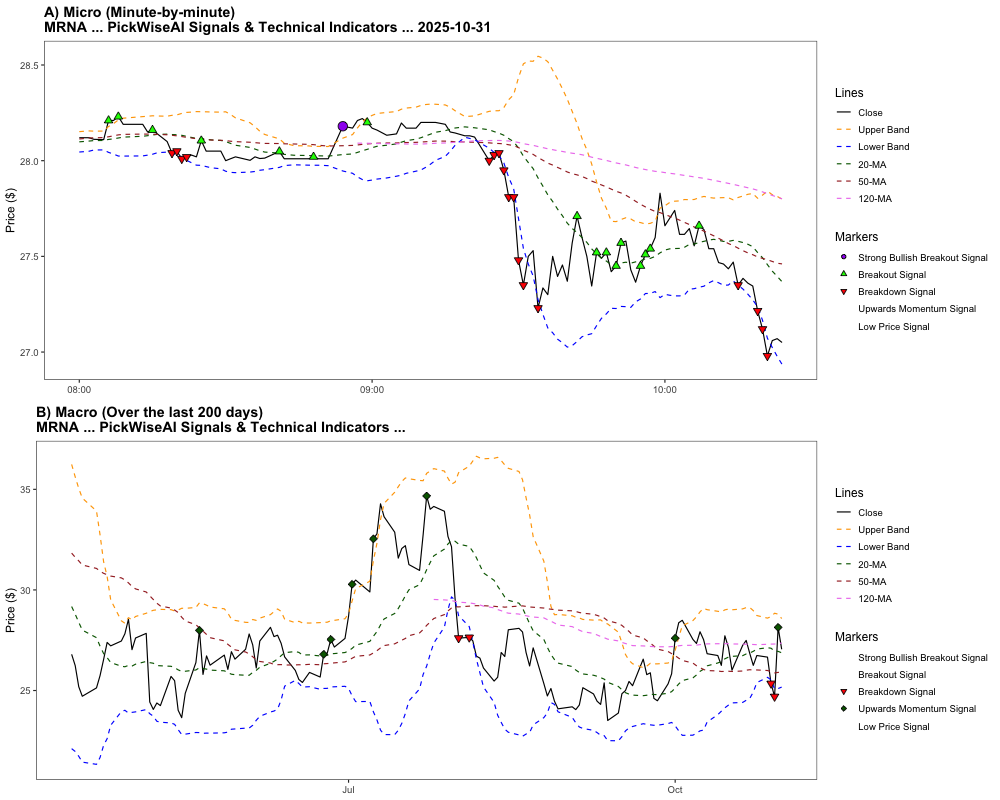 A) Micro (Minute-by-minute)
MRNA ... PickWiseAI Signals & Technical Indicators ... 2025-10-31
28.5
28.0
27.5
27.0
Price ($)
08:00
09:00
10:00
Lines
Close
Upper Band
Lower Band
20-MA
50-MA
120-MA
Markers
Strong Bullish Breakout Signal
Breakout Signal
Breakdown Signal
Upwards Momentum Signal
Low Price Signal
B) Macro (Over the last 200 days)
MRNA ... PickWiseAI Signals & Technical Indicators ...
35
30
25
Price ($)
Jul
Oct
Lines
Close
Upper Band
Lower Band
20-MA
50-MA
120-MA
Markers
Strong Bullish Breakout Signal
Breakout Signal
Breakdown Signal
Upwards Momentum Signal
Low Price Signal